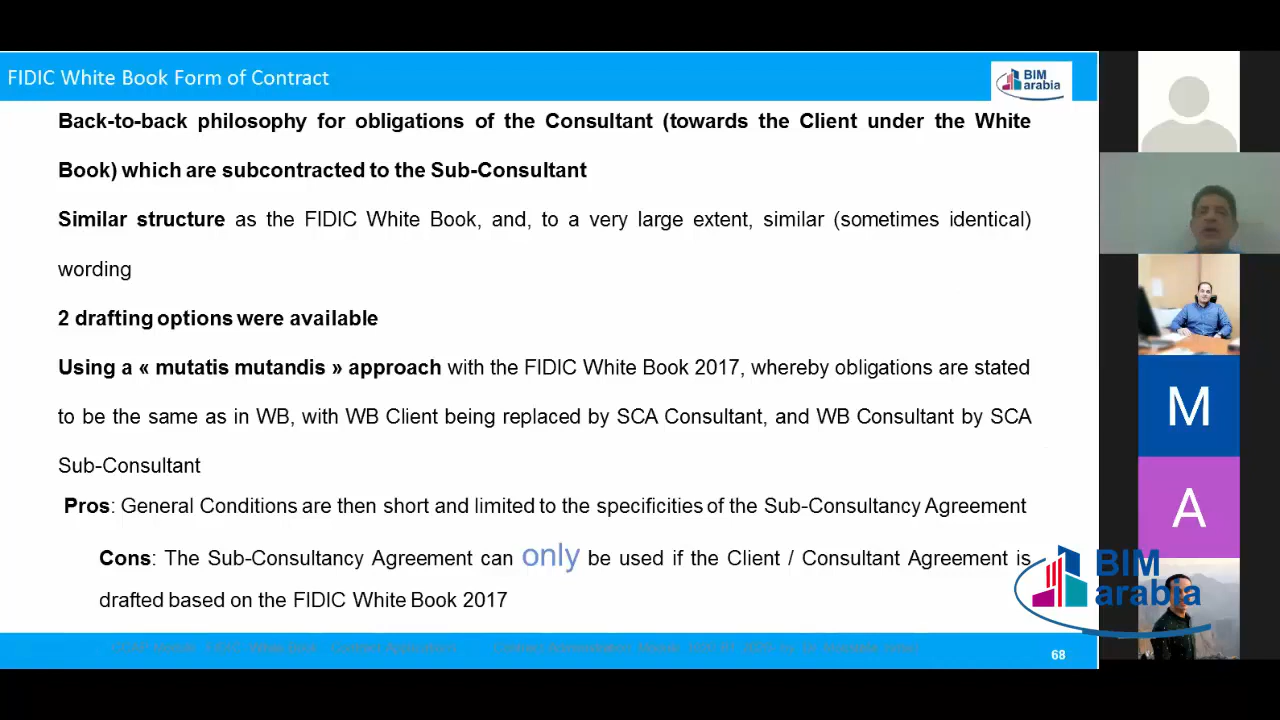 FIDIC White Book Form of Contract
BIM
arabia
Back-to-back philosophy for obligations of the Consultant (towards the Client under the White
Book) which are subcontracted to the Sub-Consultant
Similar structure as the FIDIC White Book, and, to a very large extent, similar (sometimes identical)
wording
2 drafting options were available
Using a « mutatis mutandis » approach with the FIDIC White Book 2017, whereby obligations are stated
to be the same as in WB, with WB Client being replaced by SCA Consultant, and WB Consultant by SCA
Sub-Consultant
Pros: General Conditions are then short and limited to the specificities of the Sub-Consultancy Agreement
Cons: The Sub-Consultancy Agreement can only be used if the Client / Consultant Agreement is
drafted based on the FIDIC White Book 2017
68
M
A
BIM
arabia